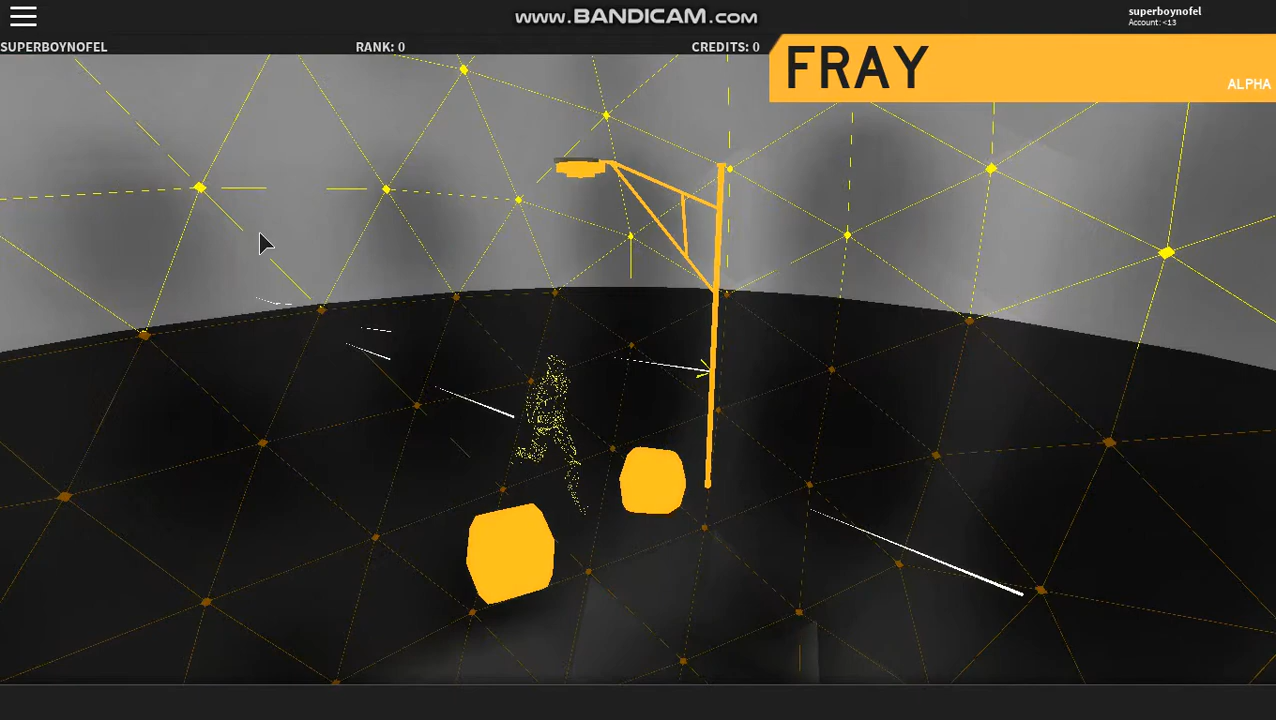 www.BANDICAM.com
superboynofel
Account: <13
SUPERBOYNOFEL
RANK: 0
CREDITS: 0
FRAY
ALPHA